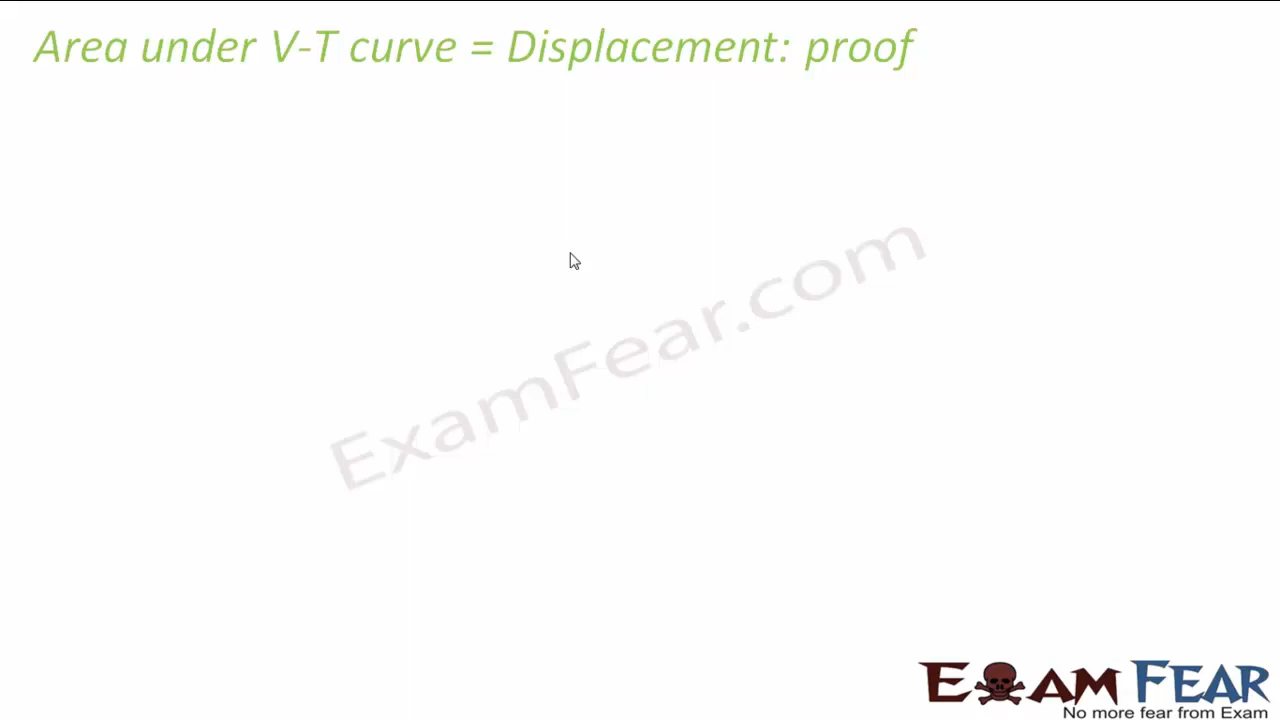 Area under V-T curve = Displacement: proof
ExamFear.com
EXAM FEAR
No more fear from Exam